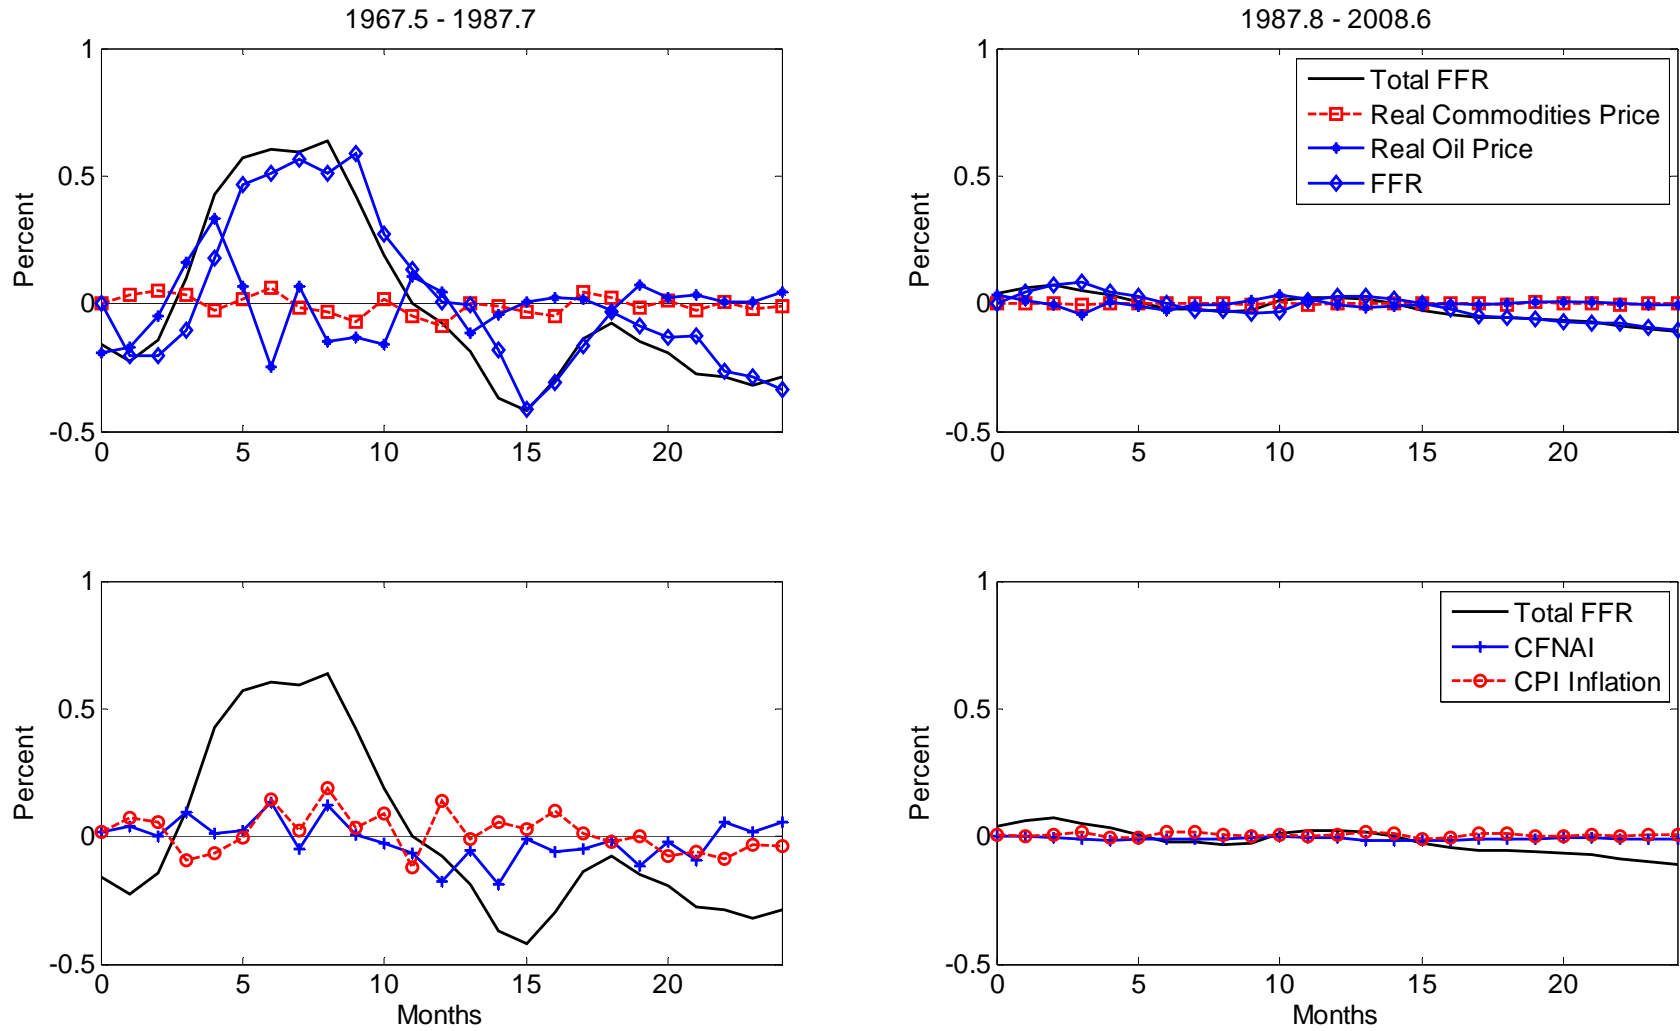 1967.5 - 1987.7
1987.8 - 2008.6
1
0.5
0
-0.5
Percent
0 5 10 15 20
1
0.5
0
-0.5
Percent
0 5 10 15 20
Total FFR
Real Commodities Price
Real Oil Price
FFR
1
0.5
0
-0.5
Percent
0 5 10 15 20
Months
1
0.5
0
-0.5
Percent
0 5 10 15 20
Months
Total FFR
CFNAI
CPI Inflation